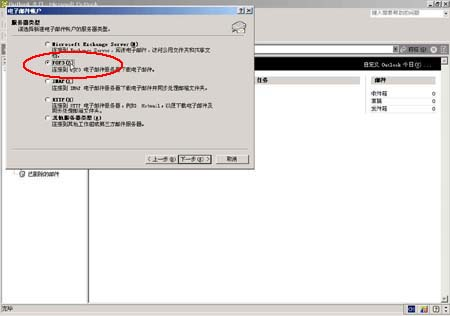 Outlook 今日 - Microsoft Outlook
键入需要帮助的问题
电子邮件帐户
服务器类型
请选择新建电子邮件帐户的服务器类型。
Microsoft Exchange Server(M)
连接到 Exchange Server，阅读电子邮件，访问公用文件夹和共享文档。
POP3(P)
连接到 POP3 电子邮件服务器下载电子邮件。
IMAP(I)
连接到 IMAP 电子邮件服务器下载电子邮件并同步处理邮箱文件夹。
HTTP(H)
连接到 HTTP 电子邮件服务器，例如 Hotmail，以便下载电子邮件及同步处理邮箱文件夹。
其他服务器类型(A)
连接到其他工作组或第三方邮件服务器。
< 上一步(B)
下一步(N) >
取消
自定义 Outlook 今日
任务
邮件
收件箱 0
草稿 0
发件箱 0
已删除的邮件
完毕